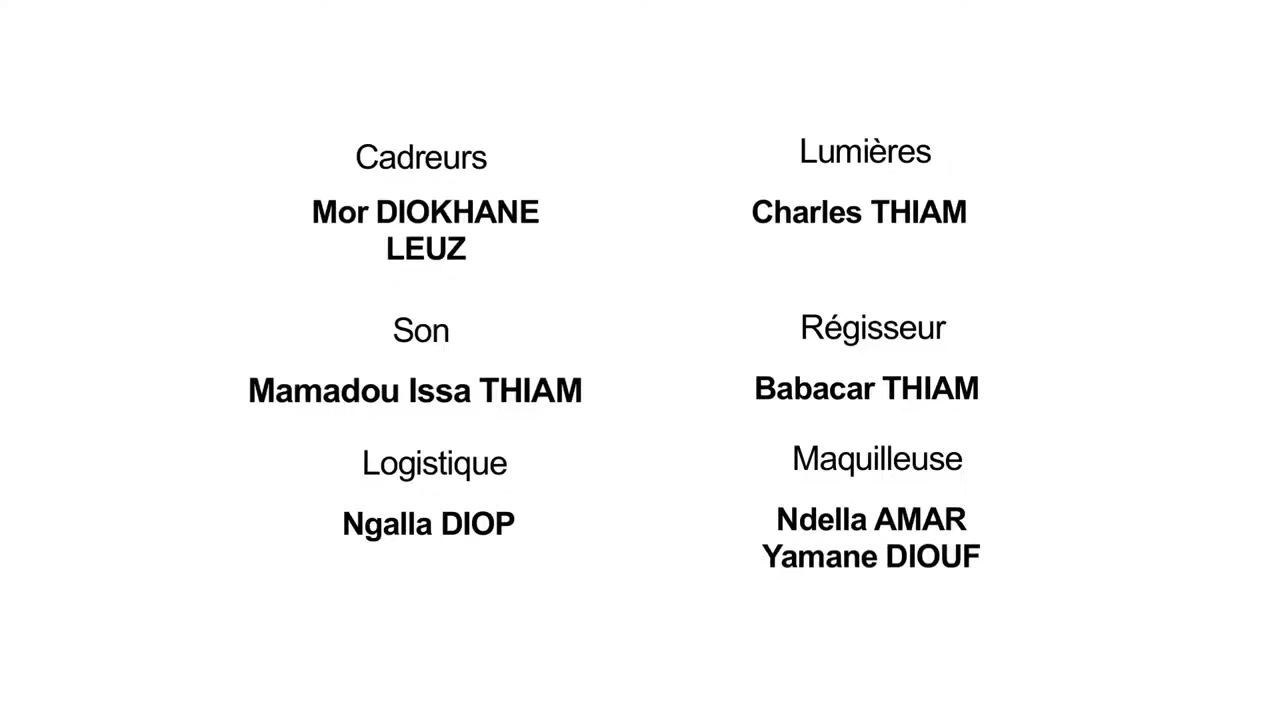 Cadreurs
Mor DIOKHANE
LEUZ
Lumières
Charles THIAM
Son
Mamadou Issa THIAM
Régisseur
Babacar THIAM
Logistique
Ngalla DIOP
Maquilleuse
Ndella AMAR
Yamane DIOUF